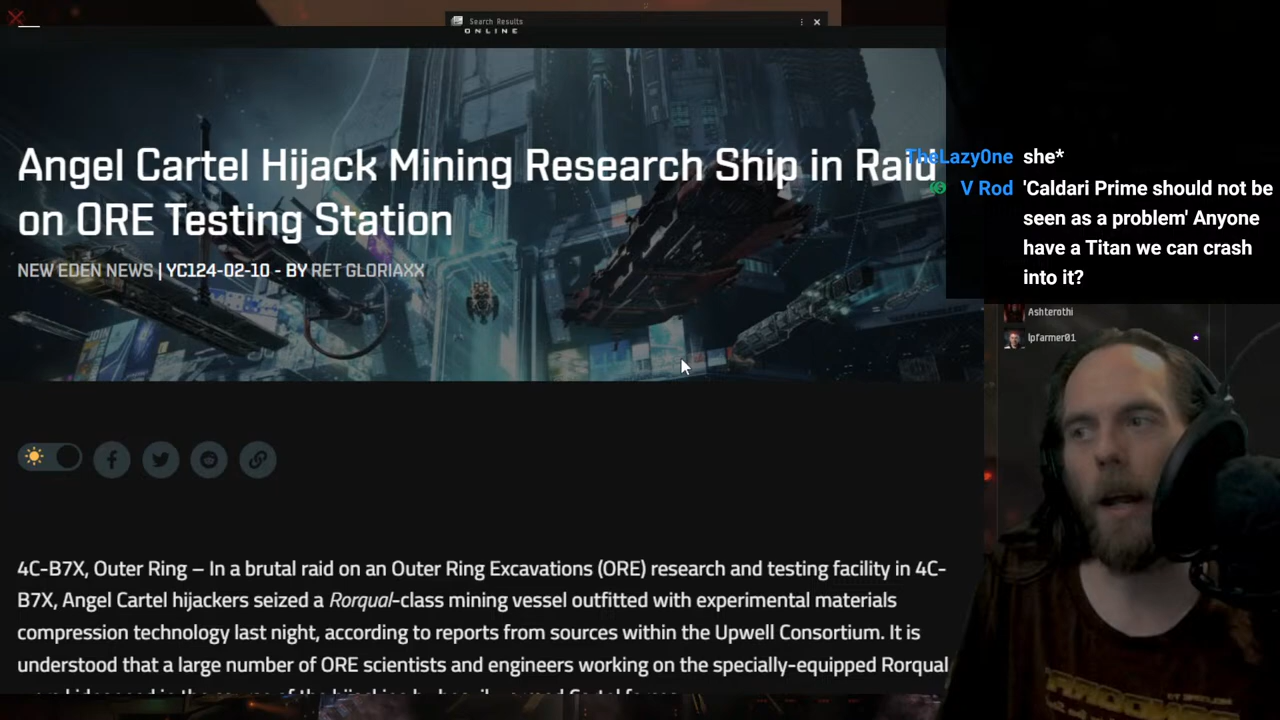 Search Results
ONLINE
Angel Cartel Hijack Mining Research Ship in Raid
on ORE Testing Station
NEW EDEN NEWS | YC124-02-10 - BY RET GLORIAXX
TheLazy0ne she*
V Rod 'Caldari Prime should not be
seen as a problem' Anyone
have a Titan we can crash
into it?
Ashterothi
lpfarmer01
4C-B7X, Outer Ring – In a brutal raid on an Outer Ring Excavations (ORE) research and testing facility in 4C-
B7X, Angel Cartel hijackers seized a Rorqual-class mining vessel outfitted with experimental materials
compression technology last night, according to reports from sources within the Upwell Consortium. It is
understood that a large number of ORE scientists and engineers working on the specially-equipped Rorqual